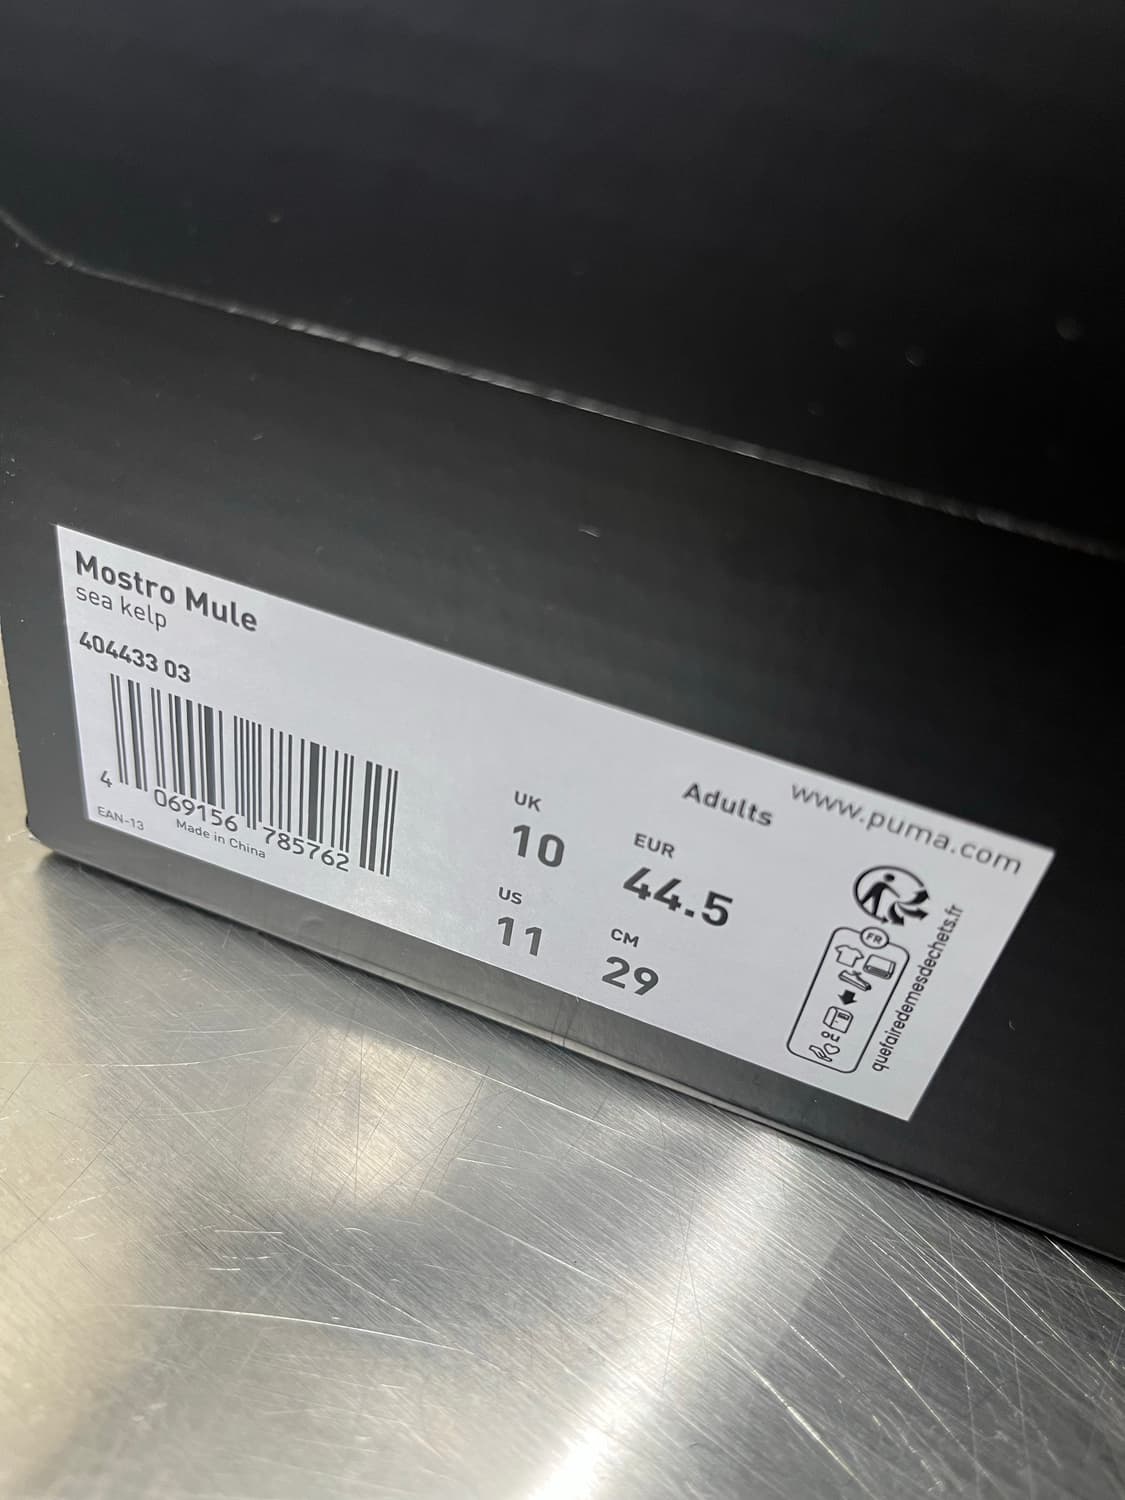 Mostro Mule
sea kelp
404433 03
4 069156 785762
EAN-13
Made in China
UK
10
US
11
Adults
EUR
44.5
CM
29
www.puma.com
FR
quefairedemesdechets.fr